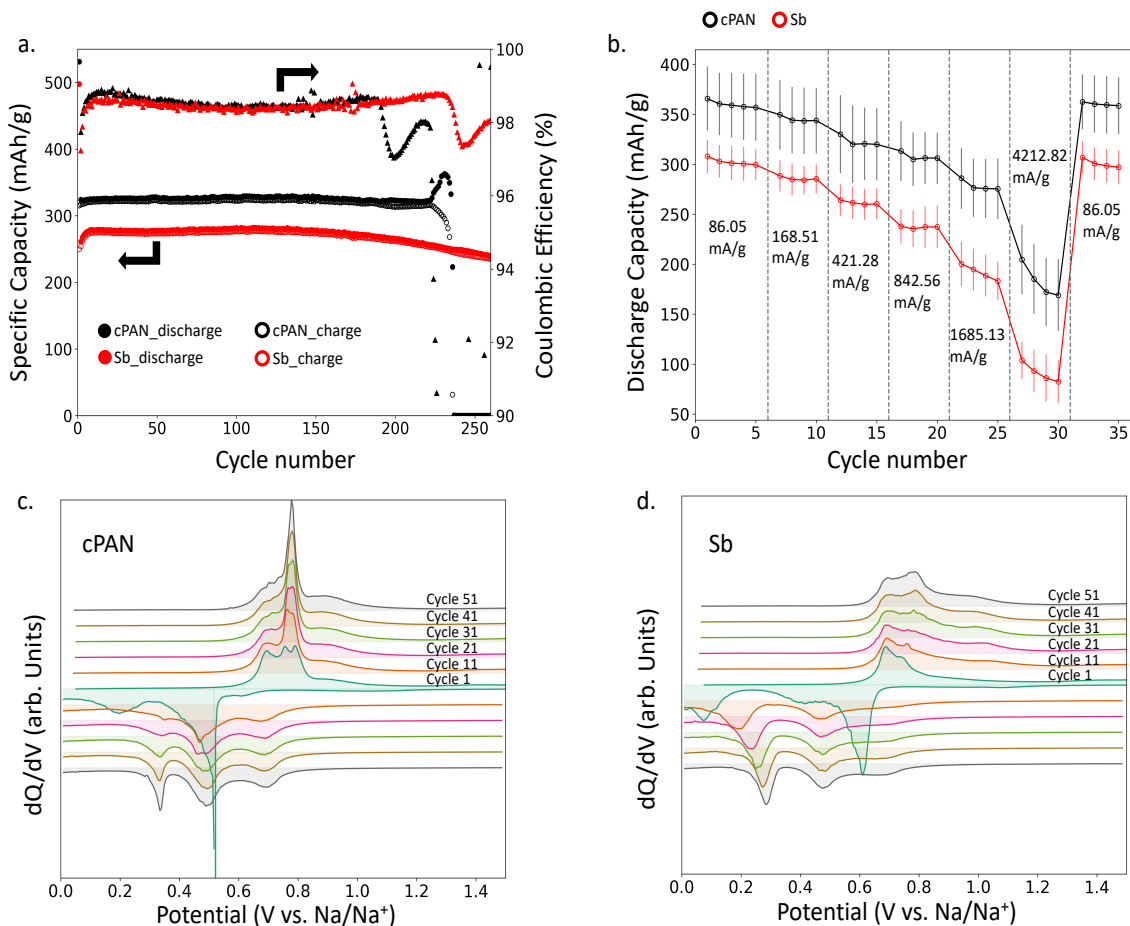 a.
500
400
300
200
300
100
0
Specific Capacity (mAh/g)
100
98
96
94
92
90
Coulombic Efficiency (%)
cPAN_discharge
cPAN_charge
Sb_discharge
Sb_charge
0
50
100
150
200
250
Cycle number
cPAN
Sb
b.
400
350
300
250
200
150
100
50
Discharge Capacity (mAh/g)
86.05
mA/g
168.51
mA/g
421.28
mA/g
842.56
mA/g
1685.13
mA/g
4212.82
mA/g
86.05
mA/g
0
5
10
15
20
25
30
35
Cycle number
c.
cPAN
Cycle 51
Cycle 41
Cycle 31
Cycle 21
Cycle 11
Cycle 1
dQ/dV (arb. Units)
0.0
0.2
0.4
0.6
0.8
1.0
1.2
1.4
Potential (V vs. Na/Na⁺)
d.
Sb
Cycle 51
Cycle 41
Cycle 31
Cycle 21
Cycle 11
Cycle 1
dQ/dV (arb. Units)
0.0
0.2
0.4
0.6
0.8
1.0
1.2
1.4
Potential (V vs. Na/Na⁺)